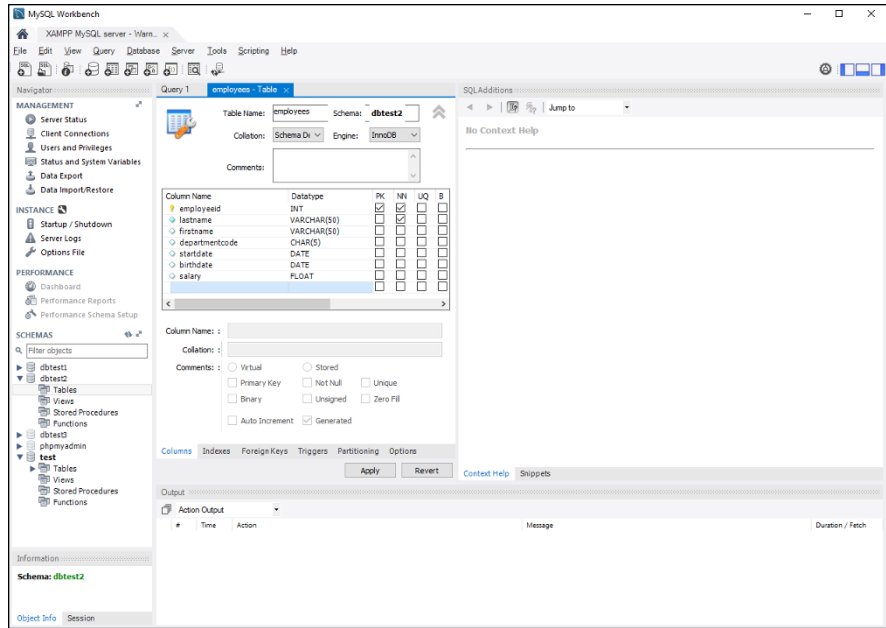 MySQL Workbench
XAMPP MySQL server - Warn...
File Edit View Query Database Server Tools Scripting Help
Navigator
MANAGEMENT
Server Status
Client Connections
Users and Privileges
Status and System Variables
Data Export
Data Import/Restore
INSTANCE
Startup / Shutdown
Server Logs
Options File
PERFORMANCE
Dashboard
Performance Reports
Performance Schema Setup
SCHEMAS
Filter objects
dbtest1
dbtest2
Tables
Views
Stored Procedures
Functions
dbtest3
phpmyadmin
test
Tables
Views
Stored Procedures
Functions
Information
Schema: dbtest2
Object Info Session
Query 1 employees - Table
Table Name: employees Schema: dbtest2
Collation: Schema De Engine: InnoDB
Comments:
Column Name Datatype PK NN UQ B
employeeid INT
lastname VARCHAR(50)
firstname VARCHAR(50)
departmentcode CHAR(5)
startdate DATE
birthdate DATE
salary FLOAT
Column Name: :
Collation: :
Comments: : Virtual Stored
Primary Key Not Null Unique
Binary Unsigned Zero Fill
Auto Increment Generated
Columns Indexes Foreign Keys Triggers Partitioning Options
Apply Revert
SQLAdditions
Jump to
No Context Help
Context Help Snippets
Output
Action Output
# Time Action Message Duration / Fetch